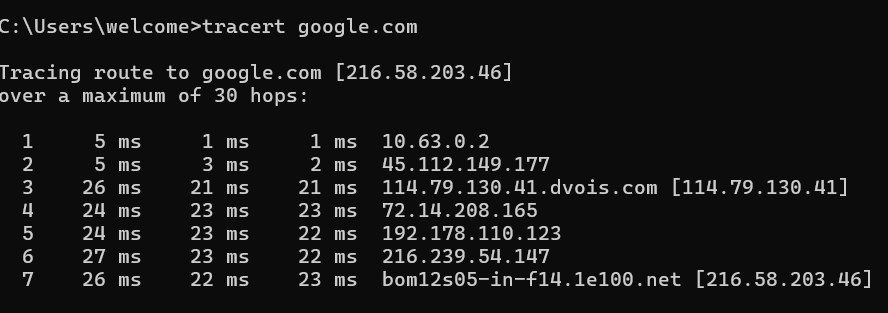 C:\Users\welcome>tracert google.com
Tracing route to google.com [216.58.203.46]
over a maximum of 30 hops:
1 5 ms 1 ms 1 ms 10.63.0.2
2 5 ms 3 ms 2 ms 45.112.149.177
3 26 ms 21 ms 21 ms 114.79.130.41.dvois.com [114.79.130.41]
4 24 ms 23 ms 23 ms 72.14.208.165
5 24 ms 23 ms 22 ms 192.178.110.123
6 27 ms 23 ms 22 ms 216.239.54.147
7 26 ms 22 ms 23 ms bom12s05-in-f14.1e100.net [216.58.203.46]